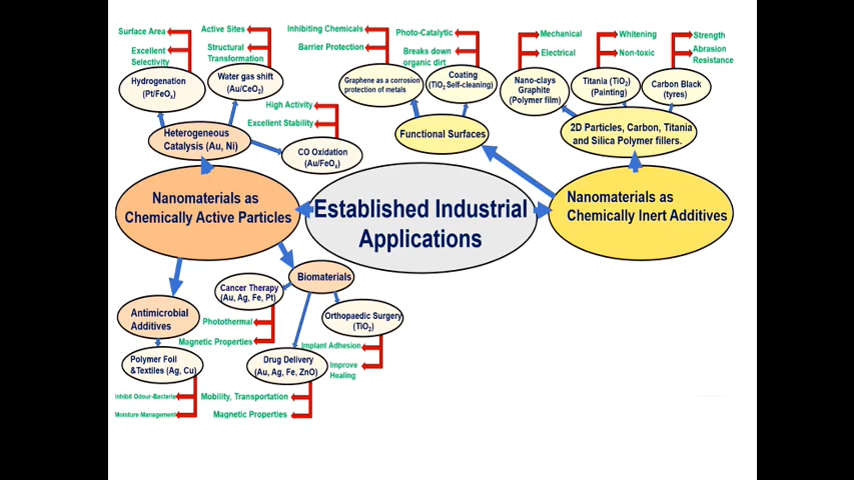 Surface Area
Excellent
Selectivity
Hydrogenation
(Pt/FeOx)
Active Sites
Structural
Transformation
Water gas shift
(Au/CeO2)
High Activity
Excellent Stability
CO Oxidation
(Au/FeOx)
Heterogeneous
Catalysis (Au, Ni)
Inhibiting Chemicals
Barrier Protection
Graphene as a corrosion
protection of metals
Photo-Catalytic
Breaks down
organic dirt
Coating
(TiO2 Self-cleaning)
Functional Surfaces
Mechanical
Electrical
Nano-clays
Graphite
(Polymer film)
Whitening
Non-toxic
Titania (TiO2)
(Painting)
Strength
Abrasion
Resistance
Carbon Black
(tyres)
2D Particles, Carbon, Titania
and Silica Polymer fillers.
Nanomaterials as
Chemically Active Particles
Established Industrial
Applications
Nanomaterials as
Chemically Inert Additives
Biomaterials
Cancer Therapy
(Au, Ag, Fe, Pt)
Photothermal
Magnetic Properties
Orthopaedic Surgery
(TiO2)
Implant Adhesion
Improve
Healing
Drug Delivery
(Au, Ag, Fe, ZnO)
Mobility, Transportation
Magnetic Properties
Antimicrobial
Additives
Polymer Foil
&Textiles (Ag, Cu)
Inhibit Odour-Bacteria
Moisture Management